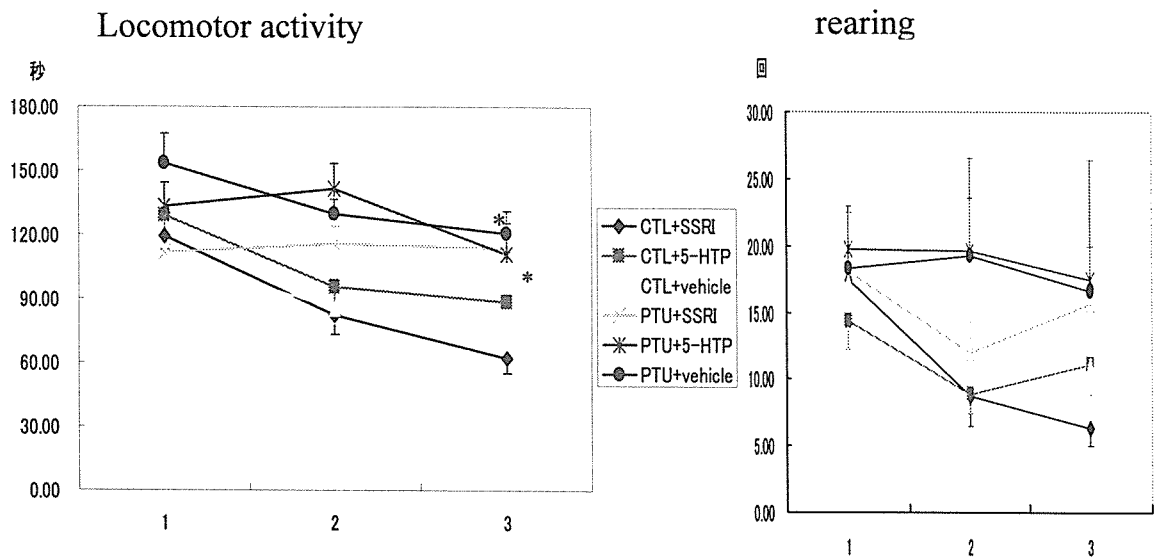 Locomotor activity
秒
180.00
150.00
120.00
90.00
60.00
30.00
0.00
1 2 3
*
*
CTL+SSRI
CTL+5-HTP
CTL+vehicle
PTU+SSRI
PTU+5-HTP
PTU+vehicle
rearing
回
30.00
25.00
20.00
15.00
10.00
5.00
0.00
1 2 3